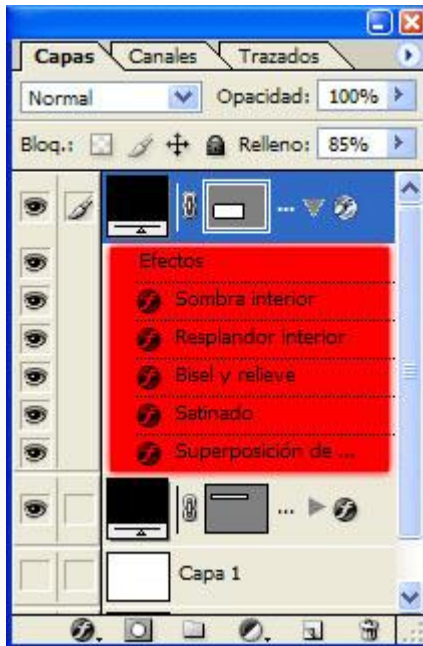 Capas Canales Trazados
Normal Opacidad: 100%
Bloq.: Relleno: 85%
...
Efectos
Sombra interior
Resplandor interior
Bisel y relieve
Satinado
Superposición de ...
...
Capa 1